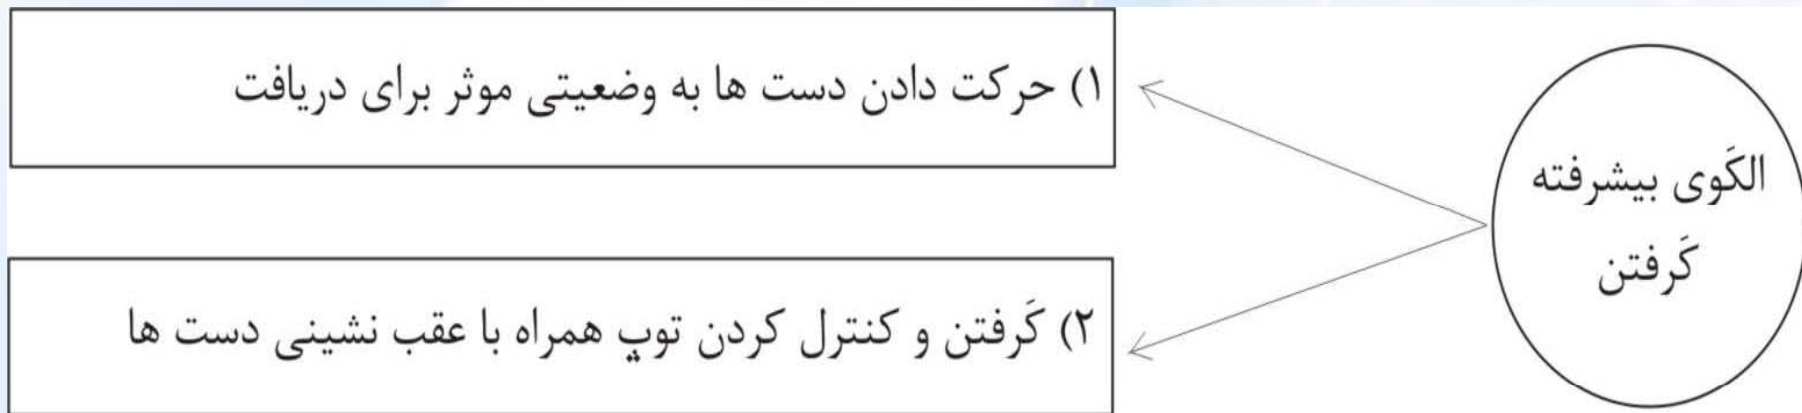 الگوی بیشرفته
گرفتن
۱) حرکت دادن دست ها به وضعیتی موثر برای دریافت
۲) گرفتن و کنترل کردن توپ همراه با عقب نشینی دست ها